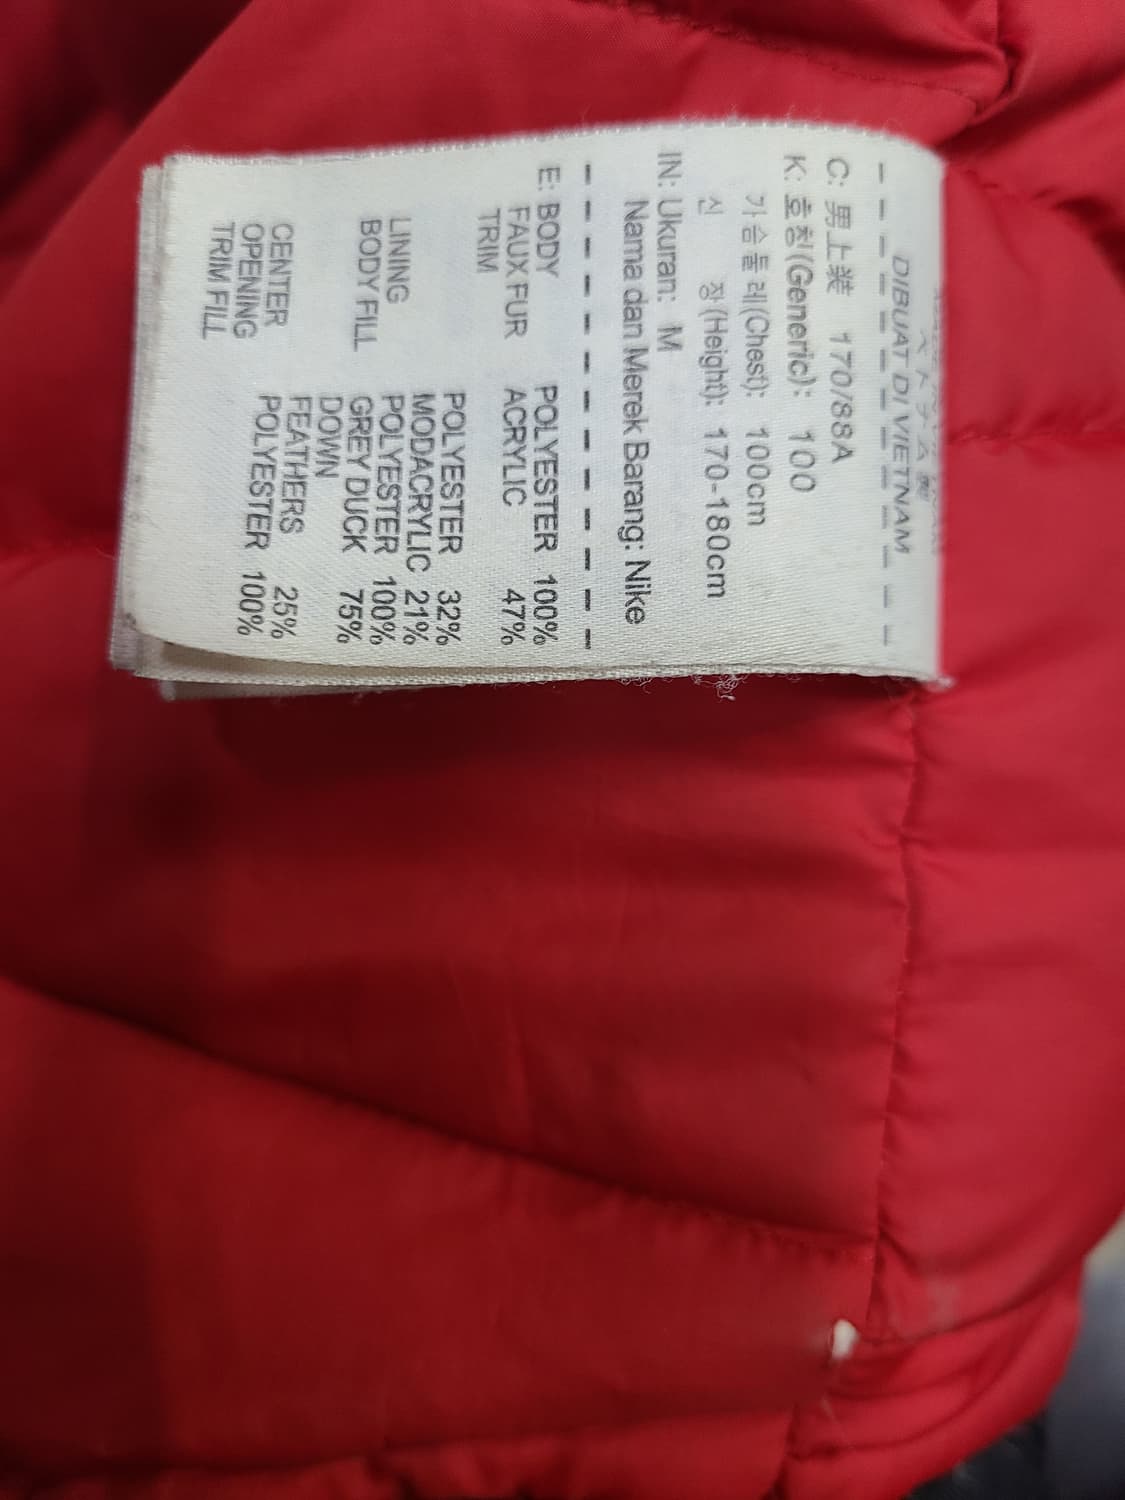 DIBUAT DI VIETNAM
C: 男上装 170/88A
K: 호칭(Generic): 100
가슴둘레(Chest): 100cm
신 장(Height): 170-180cm
IN: Ukuran: M
Nama dan Merek Barang: Nike
E: BODY POLYESTER 100%
FAUX FUR ACRYLIC 47%
TRIM
POLYESTER 32%
MODACRYLIC 21%
LINING POLYESTER 100%
BODY FILL GREY DUCK 75%
DOWN
FEATHERS 25%
CENTER POLYESTER 100%
OPENING
TRIM FILL